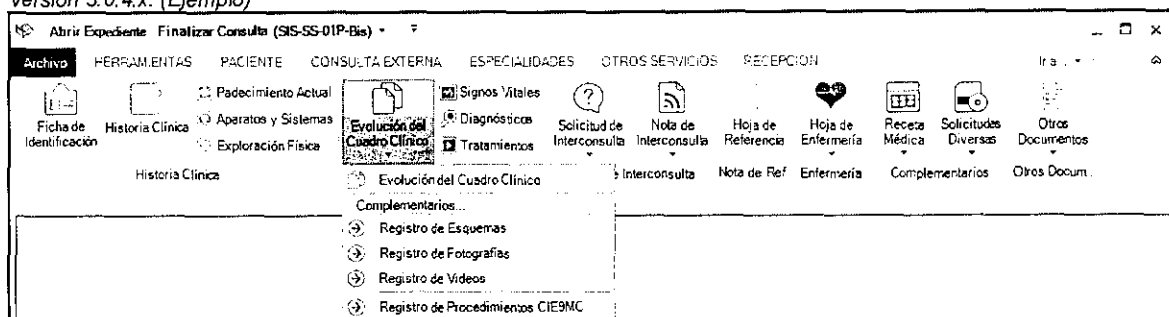 Versión 5.0.4.x. (Ejemplo)
Abrir Expediente Finalizar Consulta (SIS-SS-01P-Bis)
Archivo HERRAMIENTAS PACIENTE CONSULTA EXTERNA ESPECIALIDADES OTROS SERVICIOS RECEPCION Ir a
Ficha de Identificación
Historia Clínica
Padecimiento Actual
Aparatos y Sistemas
Exploración Física
Evolución del Cuadro Clínico
Signos Vitales
Diagnósticos
Tratamientos
Solicitud de Interconsulta
Nota de Interconsulta
Hoja de Referencia
Hoja de Enfermería
Receta Médica
Solicitudes Diversas
Otros Documentos
Historia Clínica
Interconsulta
Nota de Ref
Enfermería
Complementarios
Otros Docum.
Evolución del Cuadro Clínico
Complementarios...
Registro de Esquemas
Registro de Fotografías
Registro de Videos
Registro de Procedimientos CIE9MC